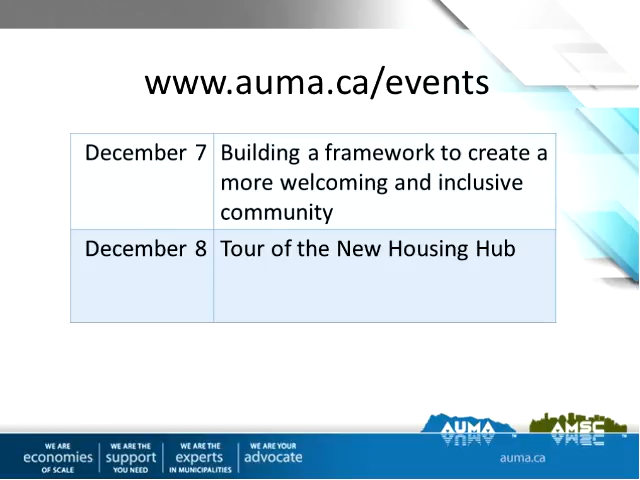 www.auma.ca/events
December 7
Building a framework to create a
more welcoming and inclusive
community
December 8
Tour of the New Housing Hub
AUMA
AMSC
WE ARE
economies
OF SCALE
WE ARE THE
support
YOU NEED
WE ARE THE
experts
IN MUNICIPALITIES
WE ARE YOUR
advocate
auma.ca